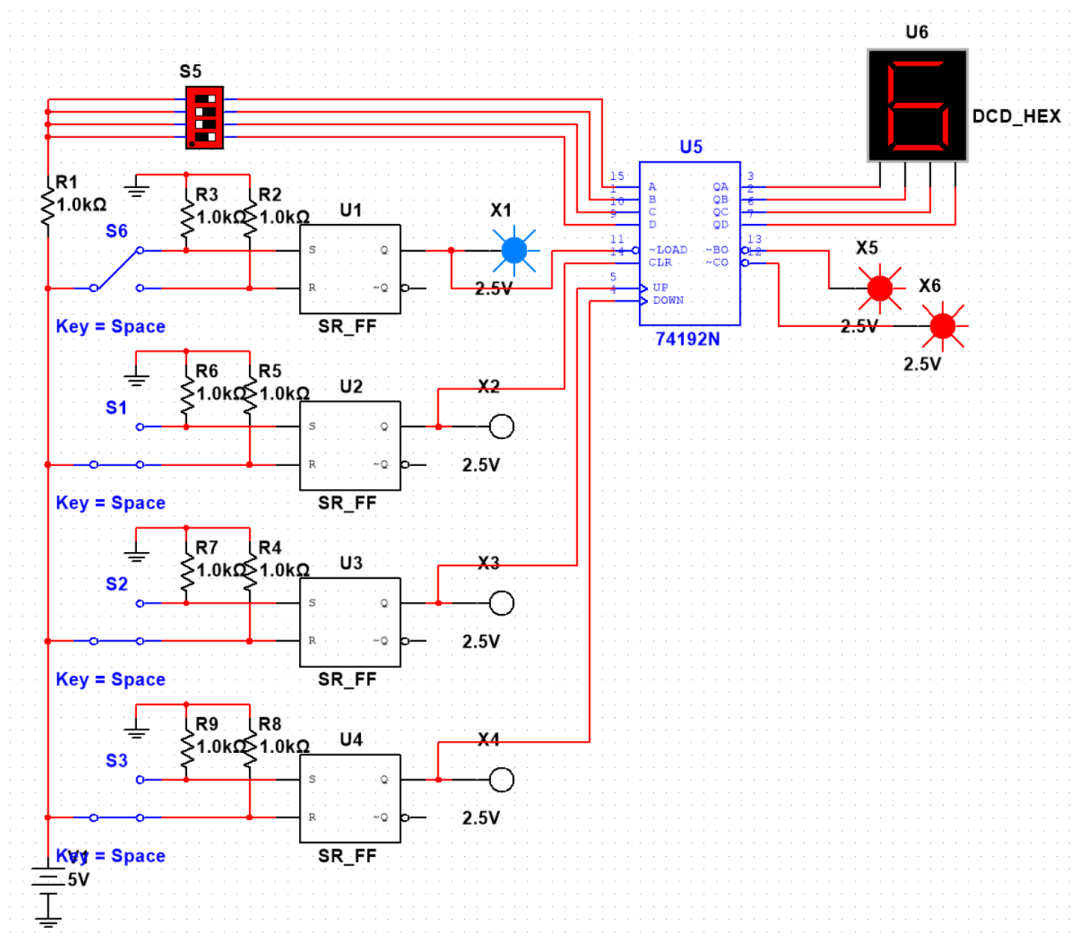 U6
DCD_HEX
S5
R1
1.0kΩ
R3
1.0kΩ
R2
1.0kΩ
S6
Key = Space
U1
S
R
Q
~Q
SR_FF
X1
2.5V
U5
15
1
10
9
11
14
5
4
A
B
C
D
~LOAD
CLR
UP
DOWN
QA
QB
QC
QD
~BO
~CO
3
2
6
7
13
12
74192N
X5
2.5V
X6
2.5V
R6
1.0kΩ
R5
1.0kΩ
S1
Key = Space
U2
S
R
Q
~Q
SR_FF
X2
2.5V
R7
1.0kΩ
R4
1.0kΩ
S2
Key = Space
U3
S
R
Q
~Q
SR_FF
X3
2.5V
R9
1.0kΩ
R8
1.0kΩ
S3
Key = Space
U4
S
R
Q
~Q
SR_FF
X4
2.5V
V1
5V
6